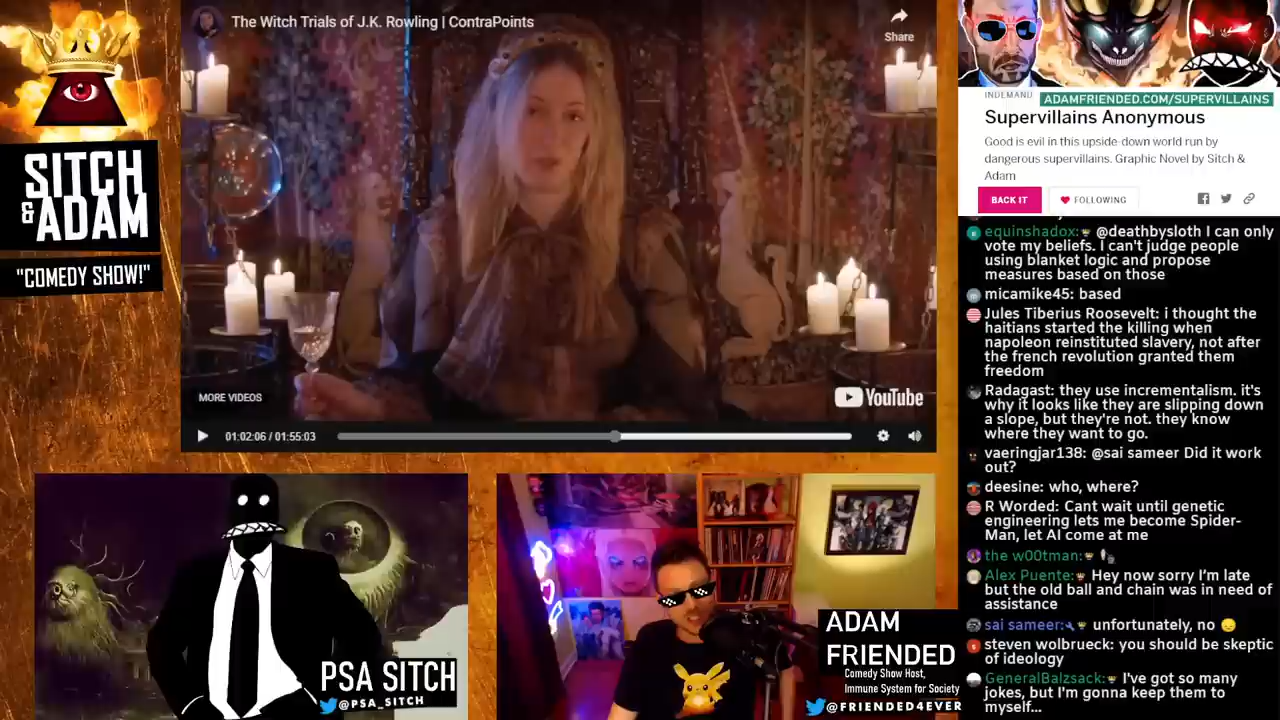 The Witch Trials of J.K. Rowling | ContraPoints
Share
SITCH
& ADAM
"COMEDY SHOW!"
MORE VIDEOS
YouTube
01:02:06 / 01:55:03
PSA SITCH
@PSA_SITCH
ADAM
FRIENDED
Comedy Show Host,
Immune System for Society
@FRIENDED4EVER
INDEMAND
ADAMFRIENDED.COM/SUPERVILLAINS
Supervillains Anonymous
Good is evil in this upside-down world run by
dangerous supervillains. Graphic Novel by Sitch &
Adam
BACK IT
FOLLOWING
equinshadox: @deathbysloth I can only
vote my beliefs. I can't judge people
using blanket logic and propose
measures based on those
micamike45: based
Jules Tiberius Roosevelt: i thought the
haitians started the killing when
napoleon reinstituted slavery, not after
the french revolution granted them
freedom
Radagast: they use incrementalism. it's
why it looks like they are slipping down
a slope, but they're not. they know
where they want to go.
vaeringjar138: @sai sameer Did it work
out?
deesine: who, where?
R Worded: Cant wait until genetic
engineering lets me become Spider-
Man, let AI come at me
the w00tman:
Alex Puente: Hey now sorry I'm late
but the old ball and chain was in need of
assistance
sai sameer: unfortunately, no 😔
steven wolbrueck: you should be skeptic
of ideology
GeneralBalzsack: I've got so many
jokes, but I'm gonna keep them to
myself...